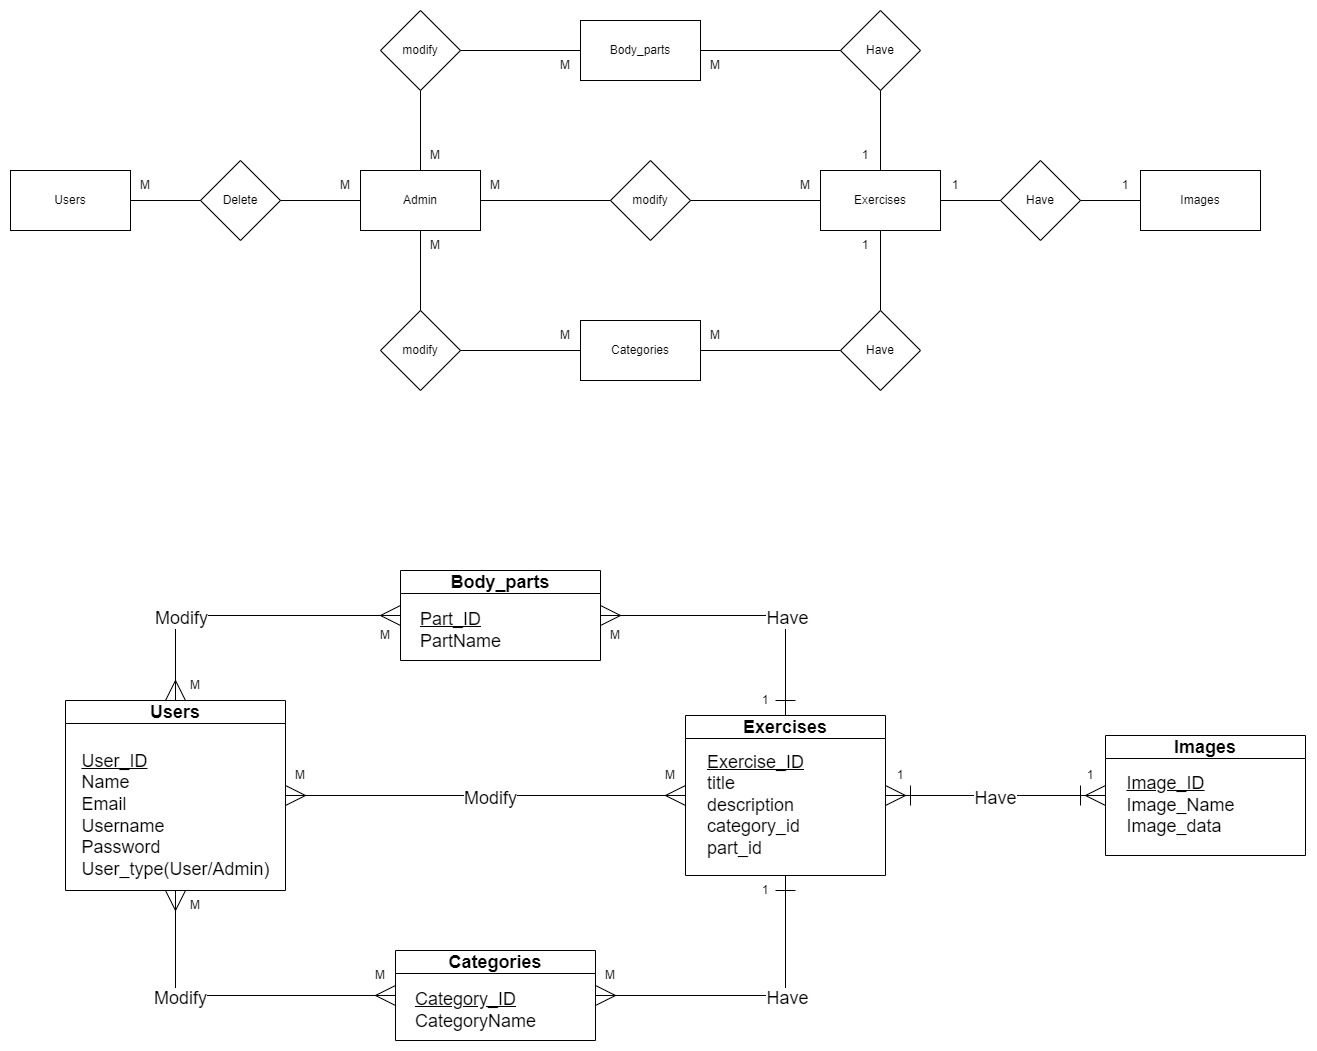 modify
Body_parts
Have
M
M
M
1
Users
M
Delete
M
Admin
M
modify
M
Exercises
1
Have
1
Images
M
1
M
M
modify
Categories
Have
Body_parts
Part_ID
PartName
Modify
M
M
Have
M
1
Users
User_ID
Name
Email
Username
Password
User_type(User/Admin)
M
Modify
M
Exercises
Exercise_ID
title
description
category_id
part_id
1
Have
1
Images
Image_ID
Image_Name
Image_data
M
1
Modify
M
Categories
Category_ID
CategoryName
M
Have